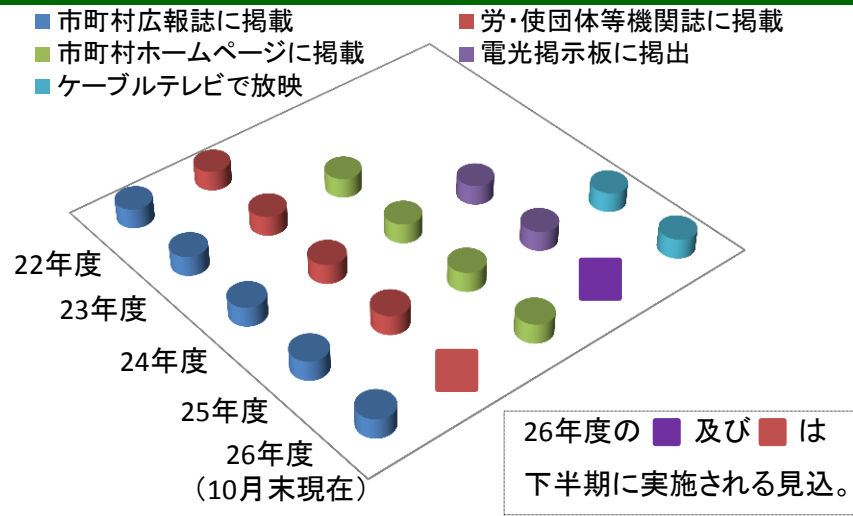 市町村広報誌に掲載
労・使団体等機関誌に掲載
市町村ホームページに掲載
電光掲示板に掲出
ケーブルテレビで放映
22年度
23年度
24年度
25年度
26年度
（10月末現在）
26年度の 及び は
下半期に実施される見込。